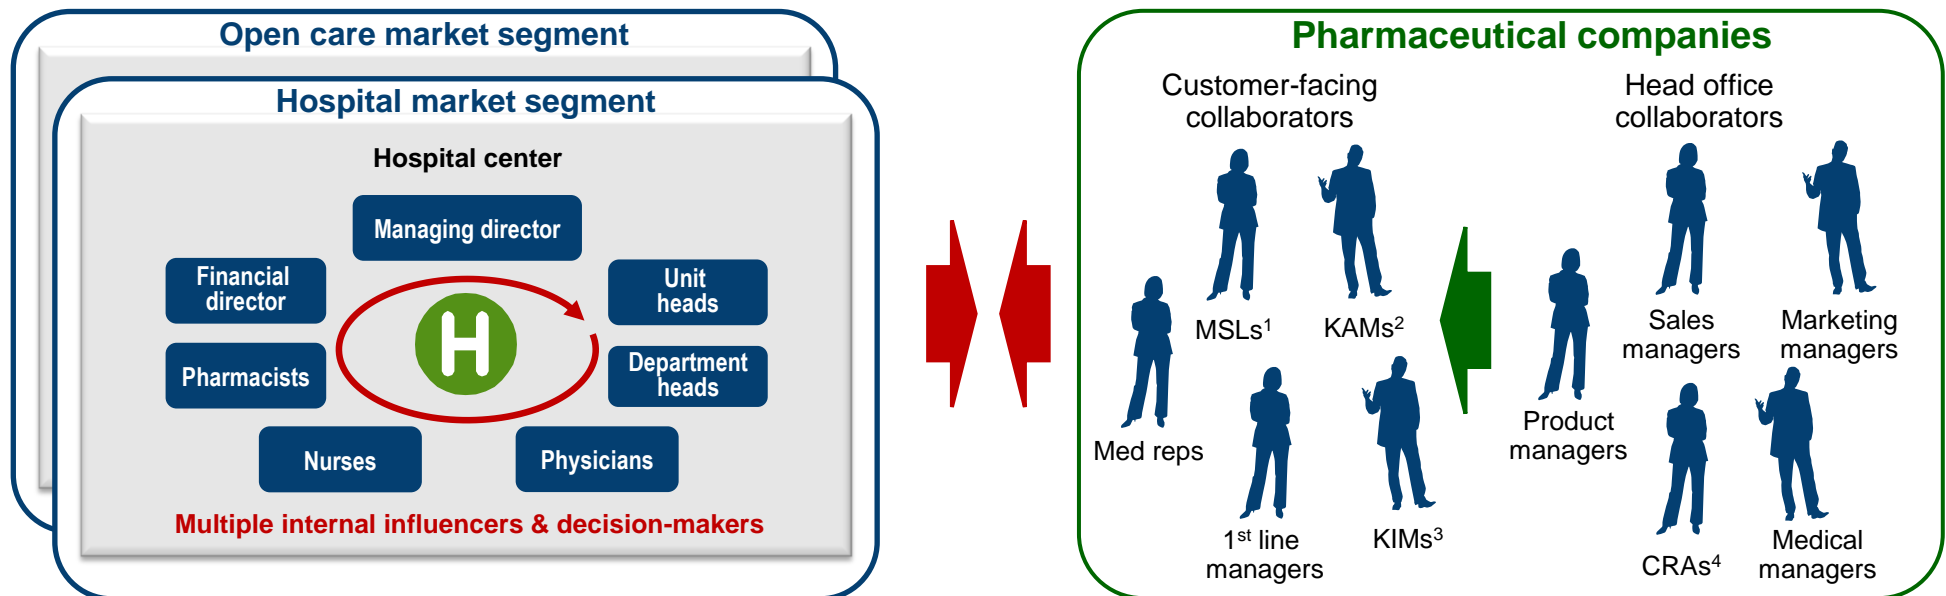 Open care market segment
Hospital market segment
Hospital center
Managing director
Financial
director
Unit
heads
Pharmacists
Department
heads
Nurses
Physicians
H
Multiple internal influencers & decision-makers
Pharmaceutical companies
Customer-facing
collaborators
MSLs¹
KAMs²
Med reps
1st line
managers
KIMs³
Head office
collaborators
Sales
managers
Marketing
managers
Product
managers
CRAs⁴
Medical
managers